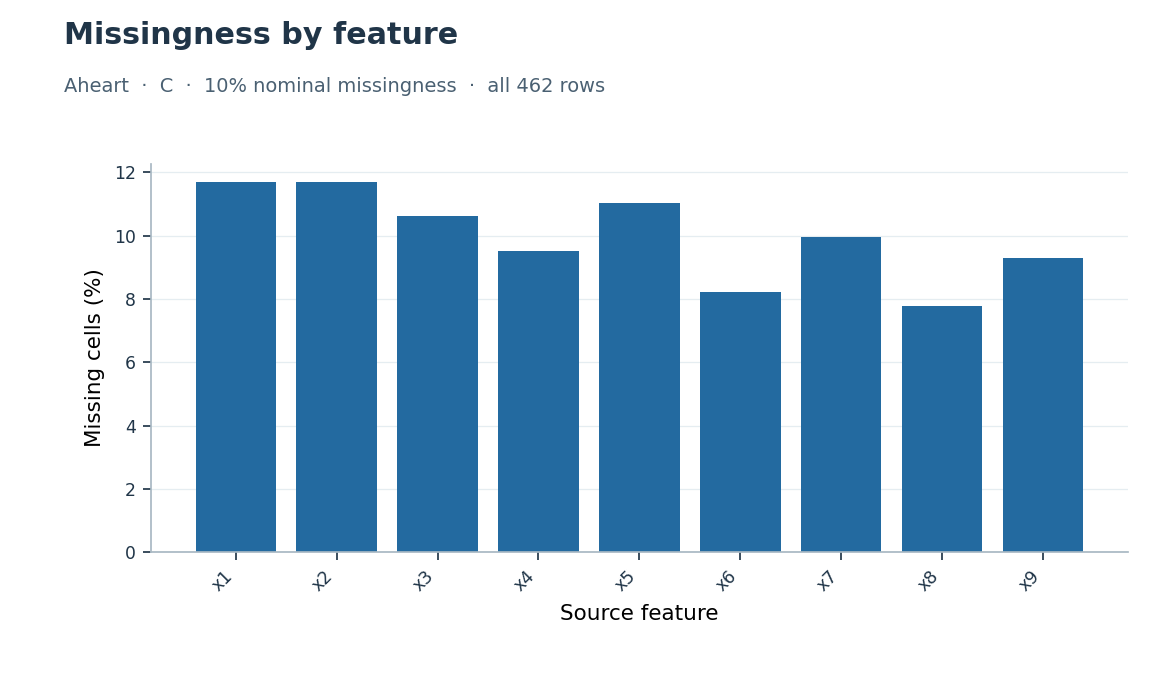 Missingness by feature
Aheart · C · 10% nominal missingness · all 462 rows
12
10
8
6
4
2
0
Missing cells (%)
x1 x2 x3 x4 x5 x6 x7 x8 x9
Source feature